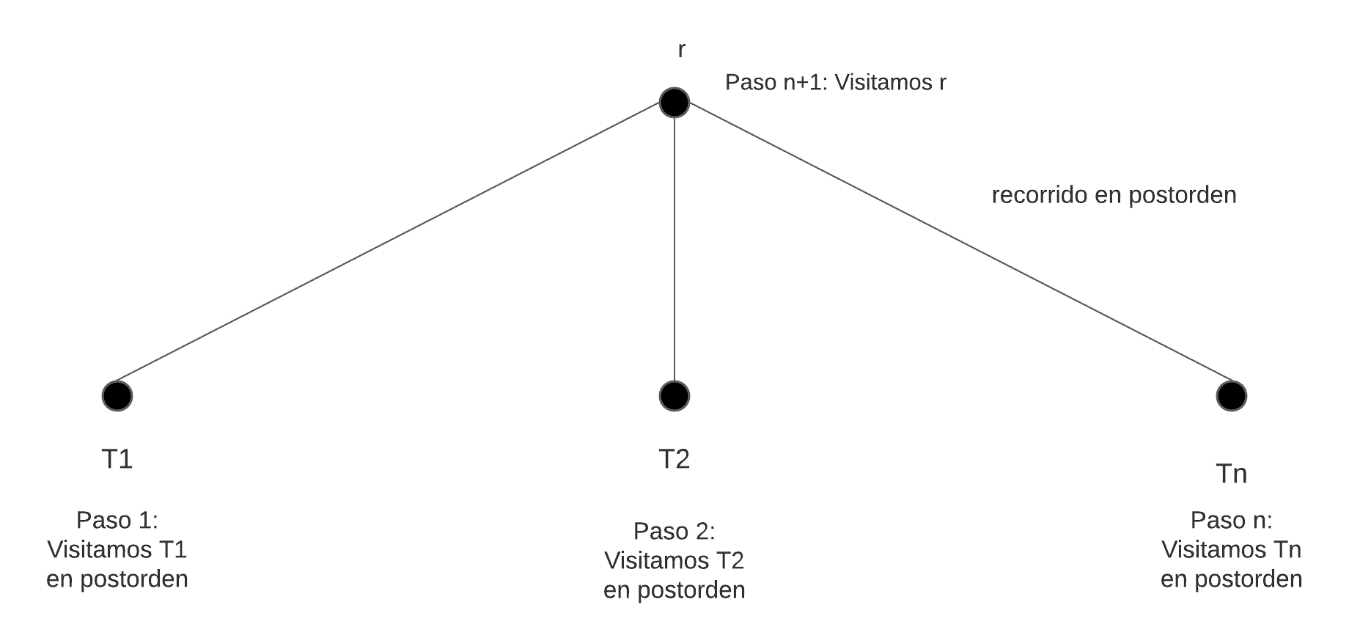 r
Paso n+1: Visitamos r
recorrido en postorden
T1
T2
Tn
Paso 1:
Visitamos T1
en postorden
Paso 2:
Visitamos T2
en postorden
Paso n:
Visitamos Tn
en postorden